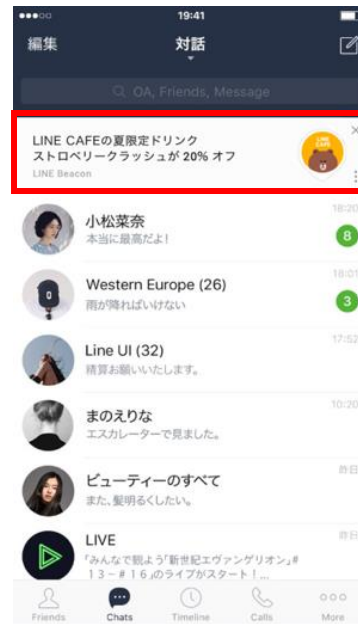 19:41
編集
対話
OA, Friends, Message
LINE CAFEの夏限定ドリンク
ストロベリークラッシュが 20% オフ
LINE Beacon
小松菜奈
18:20
本当に最高だよ!
8
Western Europe (26)
18:01
雨が降ればいけない
3
Line UI (32)
17:52
精算お願いいたします。
まのえりな
10:20
エスカレーターで見ました。
ビューティーのすべて
昨日
また、髪明るくしたい。
LIVE
昨日
「みんなで観よう「新世紀エヴァンゲリオン」#
13-#16」のライブがスタート!...
Friends
Chats
Timeline
Calls
More